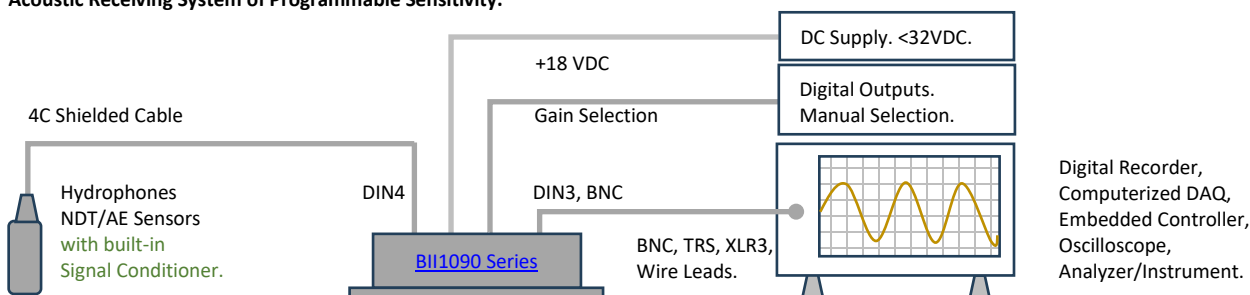 Acoustic Receiving System of Programmable Sensitivity.
DC Supply. <32VDC.
+18 VDC
Digital Outputs.
Manual Selection.
4C Shielded Cable
Gain Selection
Hydrophones
NDT/AE Sensors
with built-in
Signal Conditioner.
DIN4
DIN3, BNC
BII1090 Series
BNC, TRS, XLR3,
Wire Leads.
Digital Recorder,
Computerized DAQ,
Embedded Controller,
Oscilloscope,
Analyzer/Instrument.